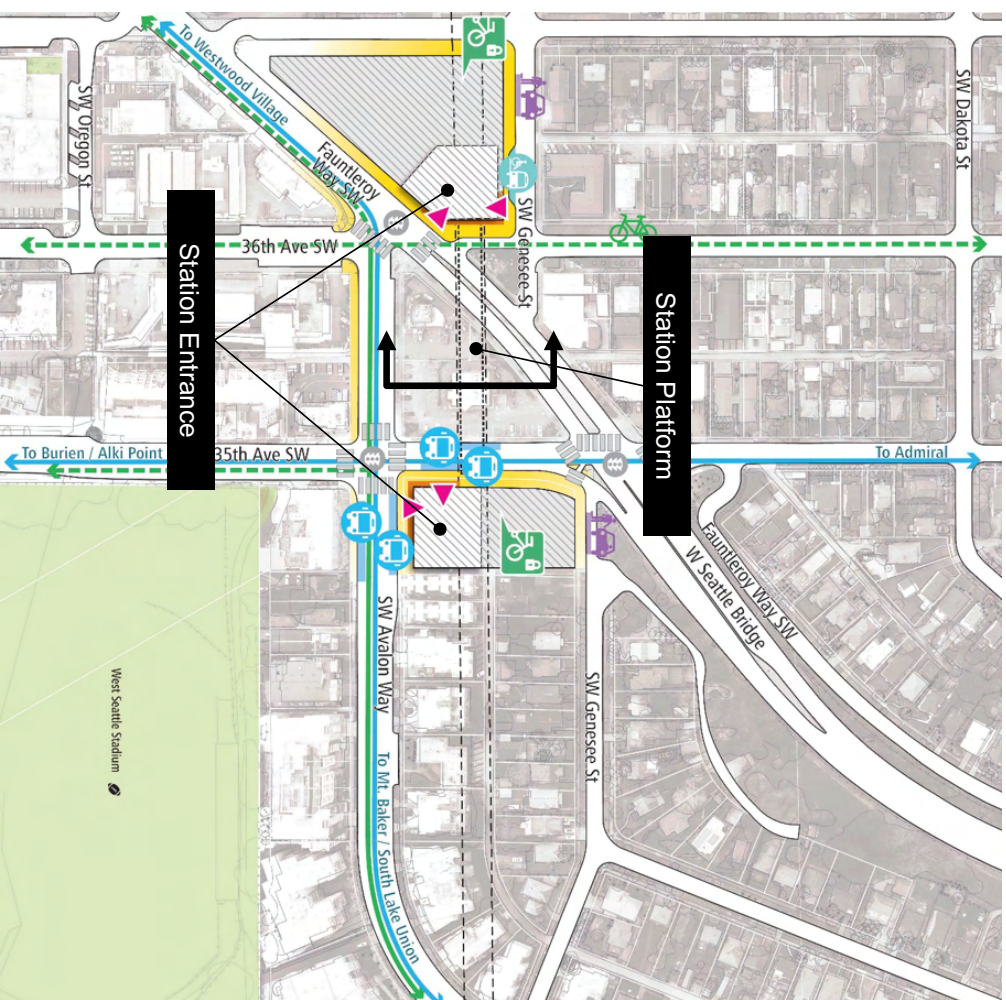 To Westwood Village
SW Oregon St
Fauntleroy
Way SW
SW Dakota St
SW Genesee St
36th Ave SW
Station Entrance
Station Platform
To Burien / Alki Point
35th Ave SW
To Admiral
Fauntleroy Way SW
W Seattle Bridge
SW Avalon Way
SW Genesee St
West Seattle Stadium
To Mt. Baker / South Lake Union